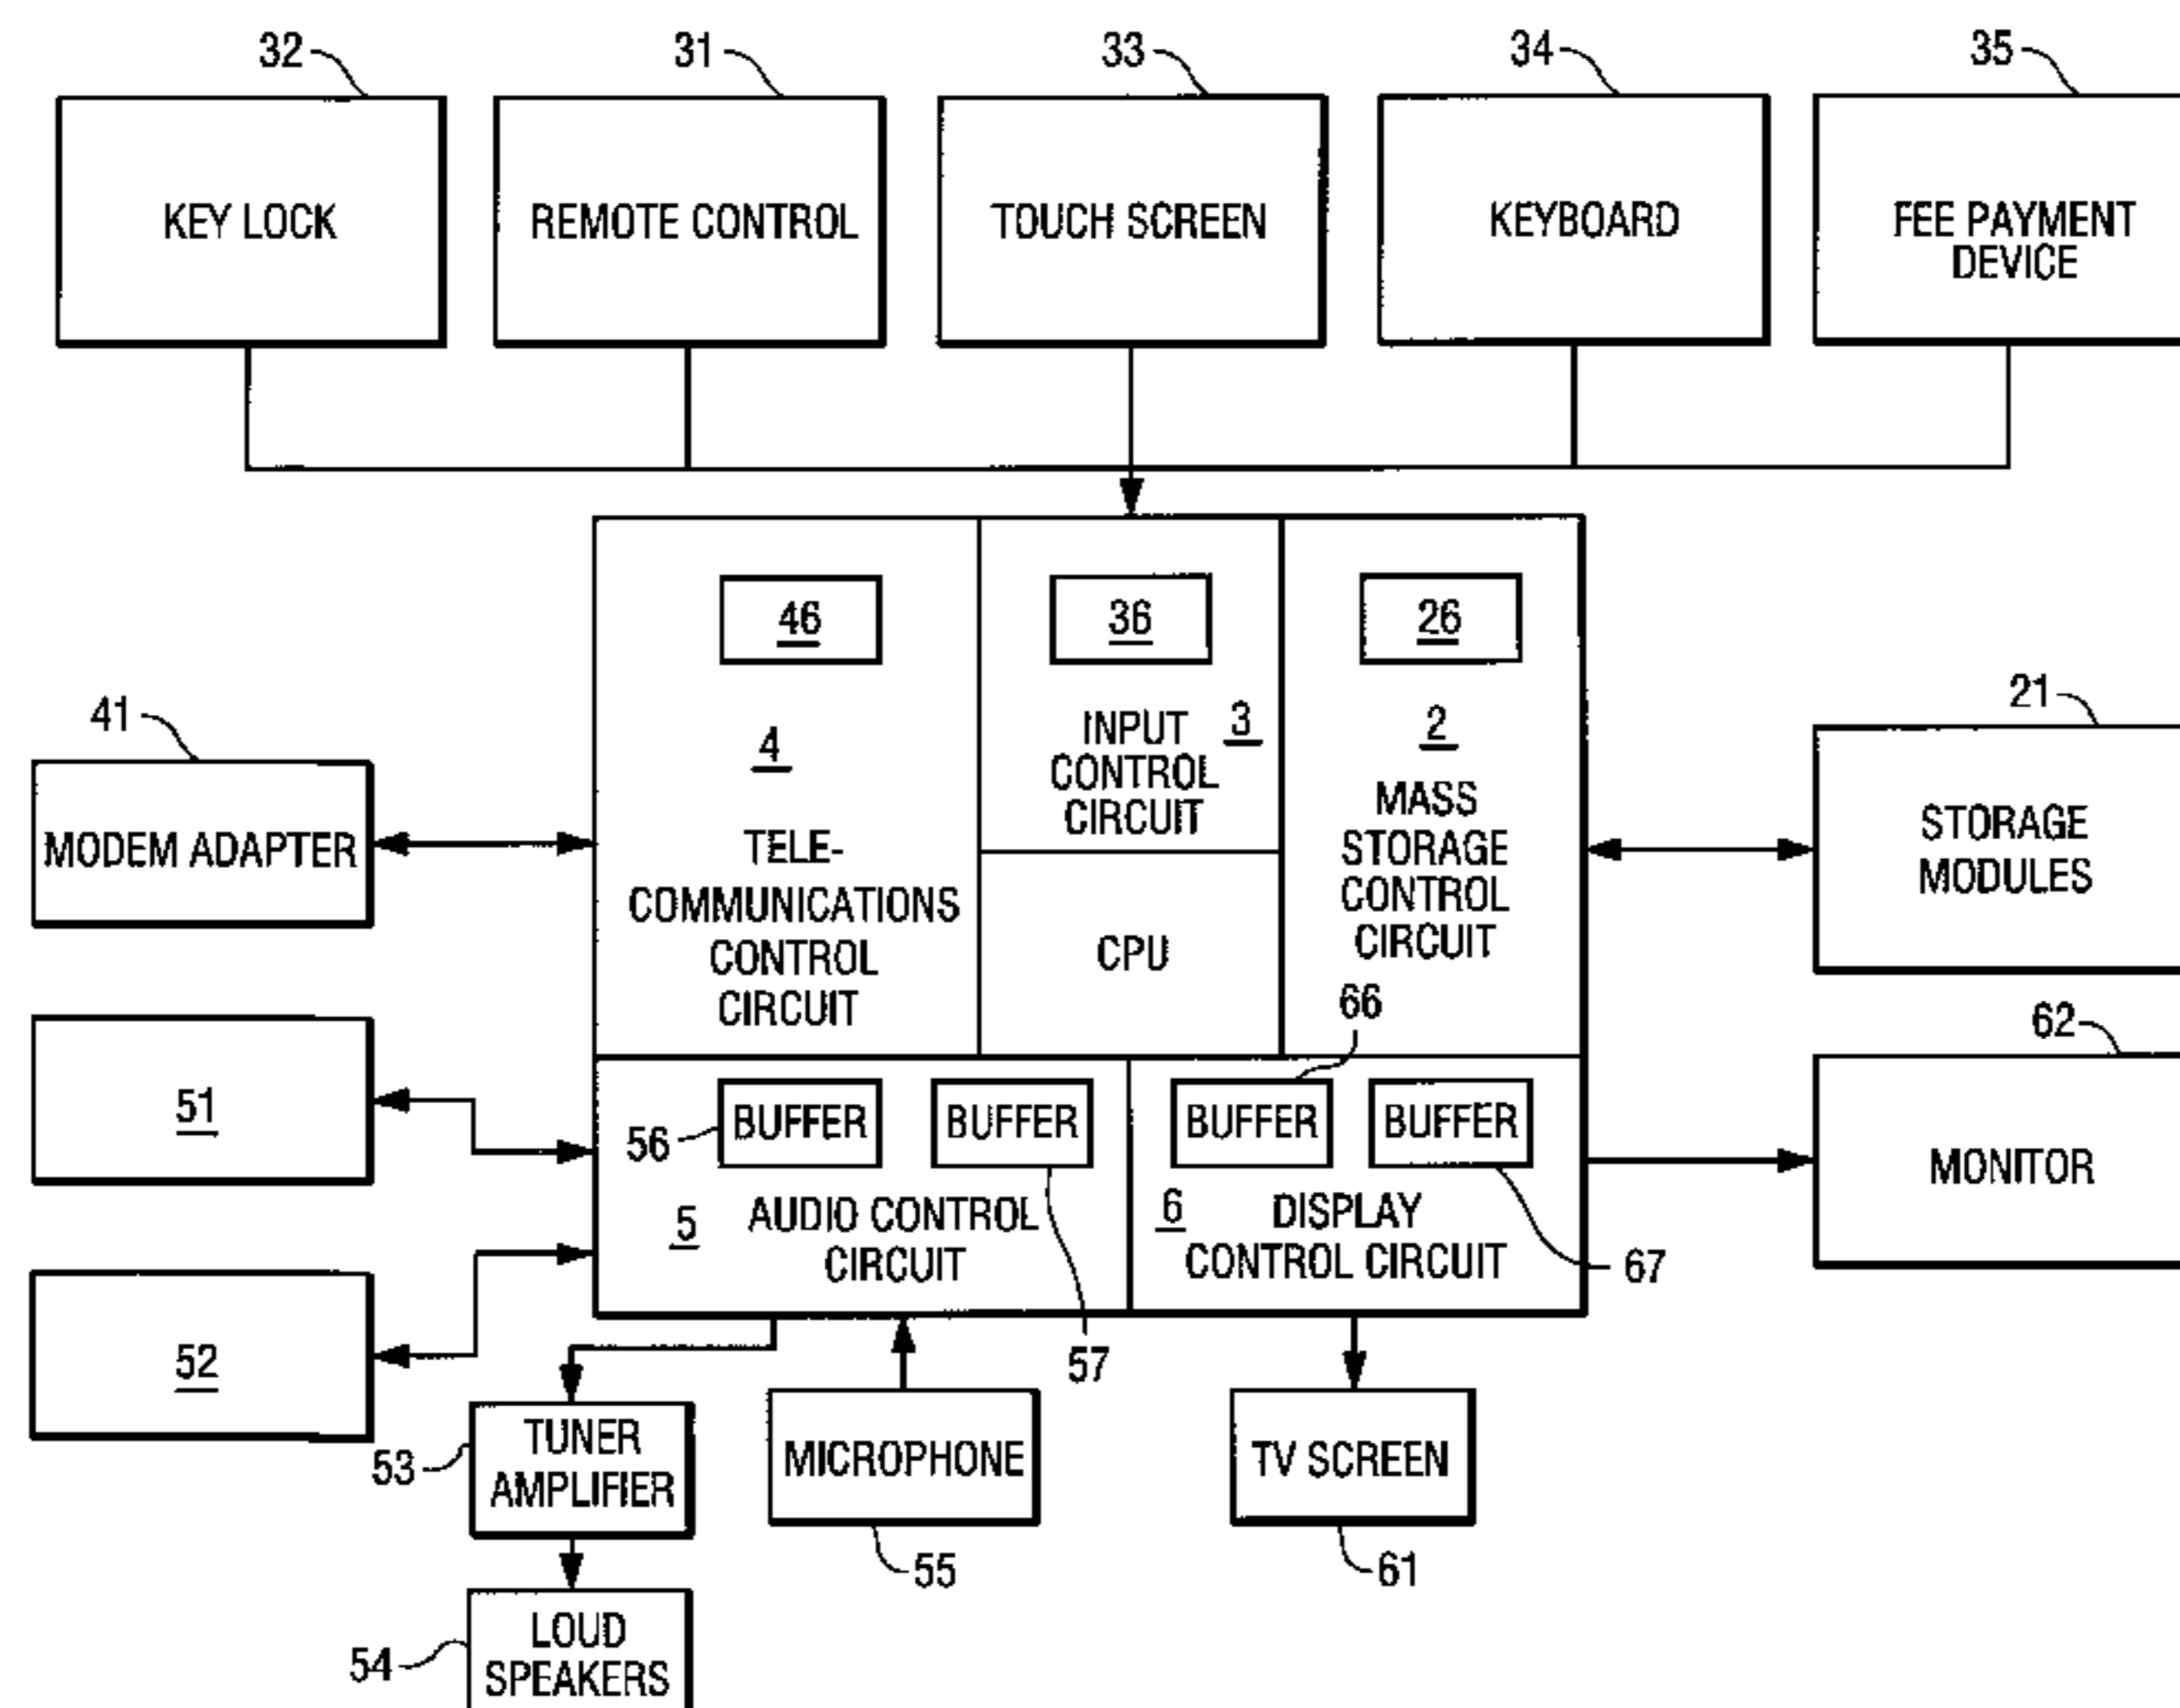 32
31
33
34
35
KEY LOCK
REMOTE CONTROL
TOUCH SCREEN
KEYBOARD
FEE PAYMENT
DEVICE
46
36
26
41
MODEM ADAPTER
4
TELE-
COMMUNICATIONS
CONTROL
CIRCUIT
INPUT
CONTROL
CIRCUIT
3
CPU
2
MASS
STORAGE
CONTROL
CIRCUIT
21
STORAGE
MODULES
66
62
51
56
BUFFER
BUFFER
BUFFER
BUFFER
MONITOR
5
AUDIO CONTROL
CIRCUIT
6
DISPLAY
CONTROL CIRCUIT
67
52
57
53
TUNER
AMPLIFIER
MICROPHONE
TV SCREEN
55
61
54
LOUD
SPEAKERS